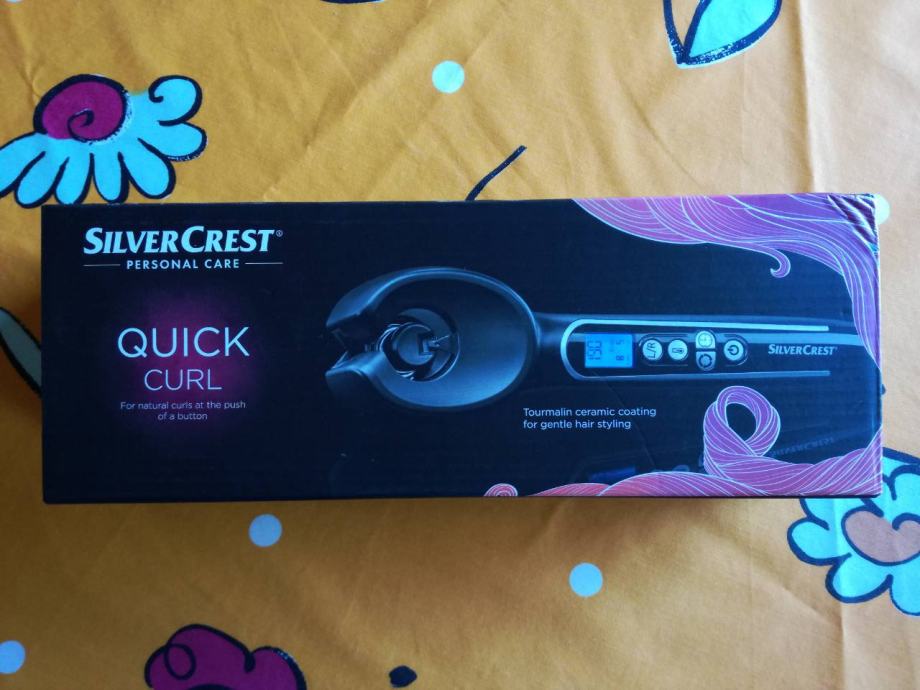 SILVERCREST®
PERSONAL CARE
QUICK
CURL
For natural curls at the push
of a button
190
L/R
SILVERCREST®
Tourmalin ceramic coating
for gentle hair styling